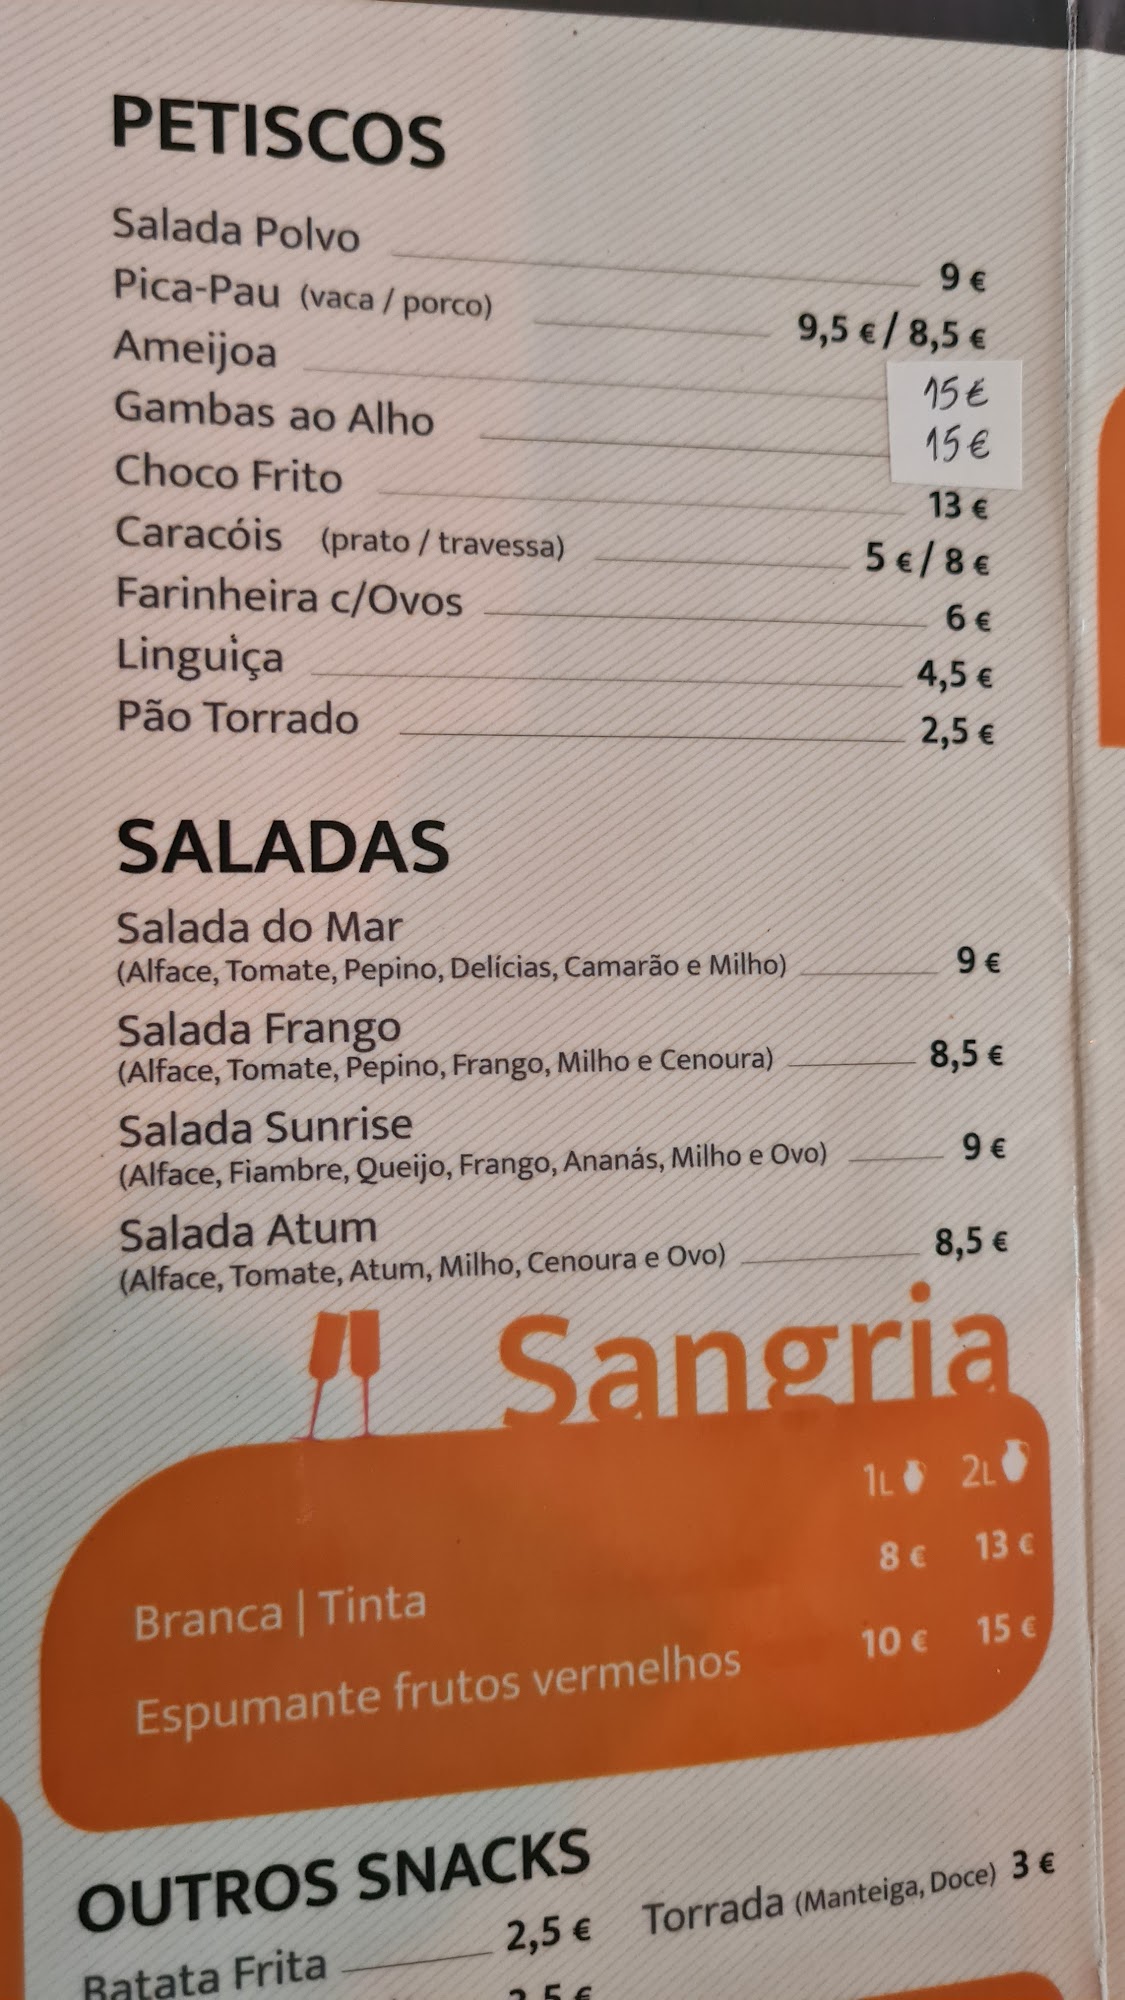 PETISCOS
Salada Polvo 9 €
Pica-Pau (vaca / porco) 9,5 € / 8,5 €
Ameijoa 15€
Gambas ao Alho 15€
Choco Frito 13 €
Caracóis (prato / travessa) 5 € / 8 €
Farinheira c/Ovos 6 €
Linguiça 4,5 €
Pão Torrado 2,5 €
SALADAS
Salada do Mar
(Alface, Tomate, Pepino, Delícias, Camarão e Milho) 9 €
Salada Frango
(Alface, Tomate, Pepino, Frango, Milho e Cenoura) 8,5 €
Salada Sunrise
(Alface, Fiambre, Queijo, Frango, Ananás, Milho e Ovo) 9 €
Salada Atum
(Alface, Tomate, Atum, Milho, Cenoura e Ovo) 8,5 €
Sangria
1L 2L
Branca | Tinta 8 € 13 €
Espumante frutos vermelhos 10 € 15 €
OUTROS SNACKS
Batata Frita 2,5 €
Torrada (Manteiga, Doce) 3 €